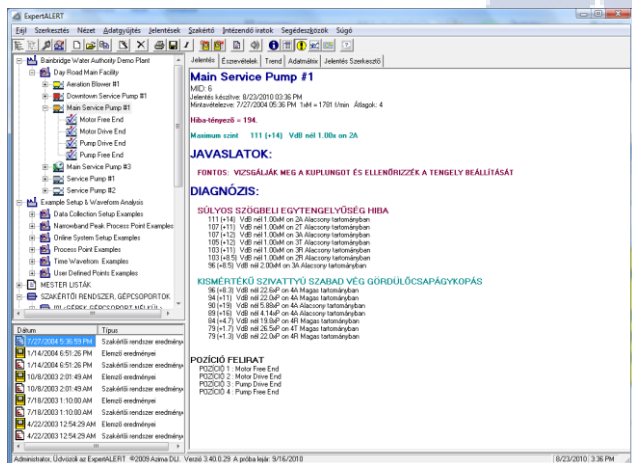 ExpertALERT
Fájl Szerkesztés Nézet Adatgyűjtés Jelentések Szakértő Intézendő iratok Segédeszközök Súgó
Bainbridge Water Authority Demo Plant
Day Road Main Facility
Aeration Blower #1
Downtown Service Pump #1
Main Service Pump #1
Motor Free End
Motor Drive End
Pump Drive End
Pump Free End
Main Service Pump #3
Service Pump #1
Service Pump #2
Example Setup & Waveform Analysis
Data Collection Setup Examples
Narrowband Peak Process Point Examples
Online System Setup Examples
Process Point Examples
Time Waveform Examples
User Defined Points Examples
MESTER LISTÁK
SZAKÉRTŐI RENDSZER, GÉPCSOPORTOK
Dátum Típus
7/27/2004 5:36:59 PM Szakértői rendszer eredménye
1/14/2004 6:51:26 PM Elemző eredményei
1/14/2004 6:51:26 PM Szakértői rendszer eredménye
10/8/2003 2:01:49 AM Elemző eredményei
10/8/2003 2:01:49 AM Szakértői rendszer eredménye
7/18/2003 1:10:00 AM Elemző eredményei
7/18/2003 1:10:00 AM Szakértői rendszer eredménye
4/22/2003 12:54:29 AM Elemző eredményei
4/22/2003 12:54:29 AM Szakértői rendszer eredménye
Jelentés Észrevételek Trend Adatmátrix Jelentés Szerkesztő
Main Service Pump #1
MID: 6
Jelentés készítve: 8/23/2010 03:36 PM
Mintavételezve: 7/27/2004 05:36 PM 1xM = 1781 1/min Átlagok: 4
Hiba-tényező = 194.
Maximum szint 111 (+14) VdB nél 1.00x on 2A
JAVASLATOK:
FONTOS: VIZSGÁLJÁK MEG A KUPLUNGOT ÉS ELLENŐRIZZÉK A TENGELY BEÁLLÍTÁSÁT
DIAGNÓZIS:
SÚLYOS SZÖGBELI EGYTENGELYŰSÉG HIBA
111 (+14) VdB nél 1.00xM on 2A Alacsony tartományban
107 (+11) VdB nél 1.00xM on 2T Alacsony tartományban
107 (+12) VdB nél 1.00xM on 3A Alacsony tartományban
105 (+12) VdB nél 1.00xM on 3T Alacsony tartományban
103 (+11) VdB nél 1.00xM on 3R Alacsony tartományban
103 (+8.5) VdB nél 1.00xM on 2R Alacsony tartományban
96 (+8.5) VdB nél 2.00xM on 3A Alacsony tartományban
KISMÉRTÉKŰ SZIVATTYÚ SZABAD VÉG GÖRDÜLŐCSAPÁGYKOPÁS
96 (+8.3) VdB nél 22.6xP on 4A Magas tartományban
94 (+11) VdB nél 22.0xP on 4A Magas tartományban
90 (+19) VdB nél 5.88xP on 4A Alacsony tartományban
89 (+16) VdB nél 4.14xP on 4A Alacsony tartományban
84 (+4.7) VdB nél 19.8xP on 4R Magas tartományban
79 (+1.7) VdB nél 26.5xP on 4T Magas tartományban
79 (+1.3) VdB nél 22.0xP on 4R Magas tartományban
POZÍCIÓ FELIRAT
POZÍCIÓ 1 : Motor Free End
POZÍCIÓ 2 : Motor Drive End
POZÍCIÓ 3 : Pump Drive End
POZÍCIÓ 4 : Pump Free End
Administrator, Üdvözöli az ExpertALERT ©2009 Azima DLI. Verzió 3.40.0.29 A próba lejár: 9/16/2010 8/23/2010 3:36 PM